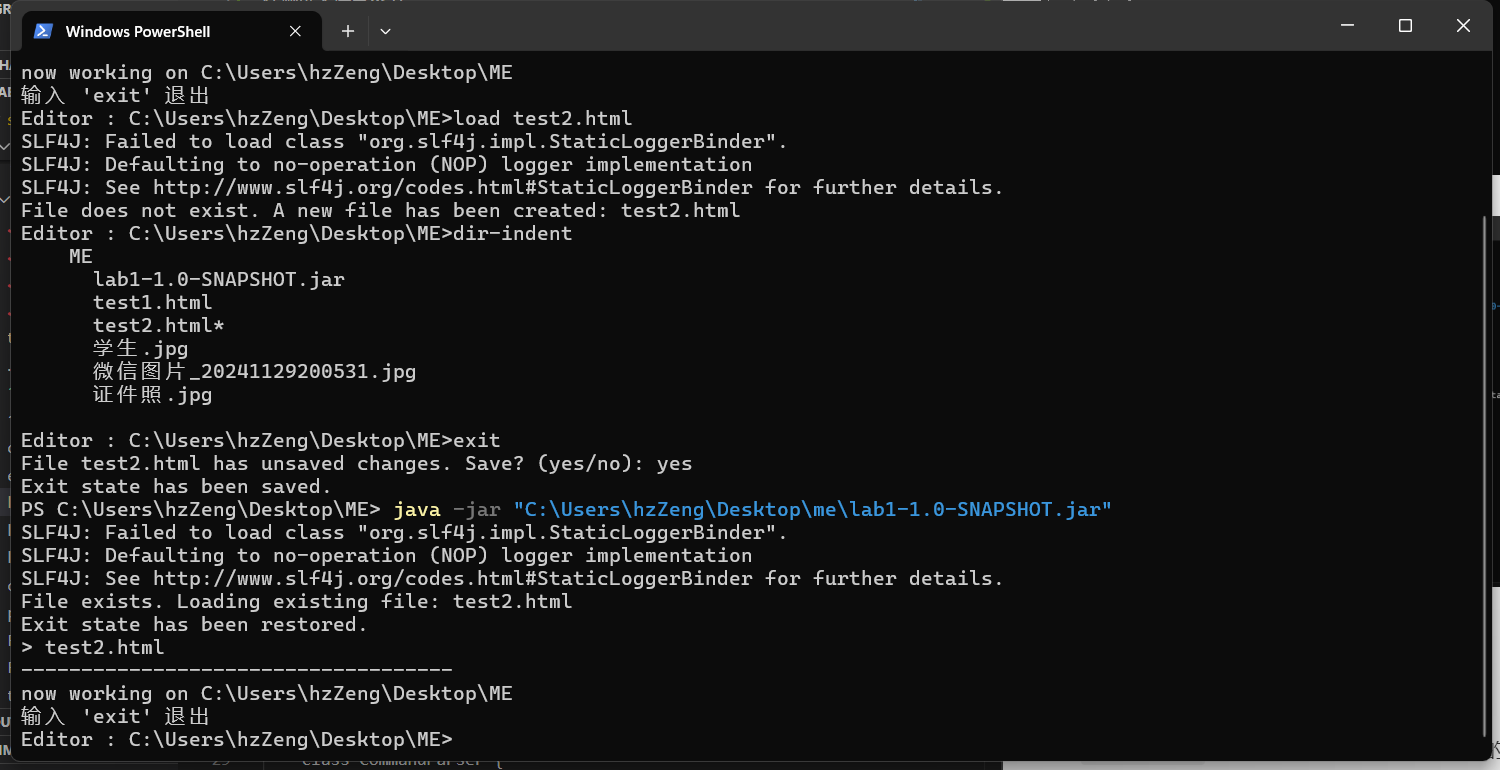 Windows PowerShell
now working on C:\Users\hzZeng\Desktop\ME
输入 'exit' 退出
Editor : C:\Users\hzZeng\Desktop\ME>load test2.html
SLF4J: Failed to load class "org.slf4j.impl.StaticLoggerBinder".
SLF4J: Defaulting to no-operation (NOP) logger implementation
SLF4J: See http://www.slf4j.org/codes.html#StaticLoggerBinder for further details.
File does not exist. A new file has been created: test2.html
Editor : C:\Users\hzZeng\Desktop\ME>dir-indent
    ME
      lab1-1.0-SNAPSHOT.jar
      test1.html
      test2.html*
      学生.jpg
      微信图片_20241129200531.jpg
      证件照.jpg
Editor : C:\Users\hzZeng\Desktop\ME>exit
File test2.html has unsaved changes. Save? (yes/no): yes
Exit state has been saved.
PS C:\Users\hzZeng\Desktop\ME> java -jar "C:\Users\hzZeng\Desktop\me\lab1-1.0-SNAPSHOT.jar"
SLF4J: Failed to load class "org.slf4j.impl.StaticLoggerBinder".
SLF4J: Defaulting to no-operation (NOP) logger implementation
SLF4J: See http://www.slf4j.org/codes.html#StaticLoggerBinder for further details.
File exists. Loading existing file: test2.html
Exit state has been restored.
> test2.html
------------------------------------
now working on C:\Users\hzZeng\Desktop\ME
输入 'exit' 退出
Editor : C:\Users\hzZeng\Desktop\ME>